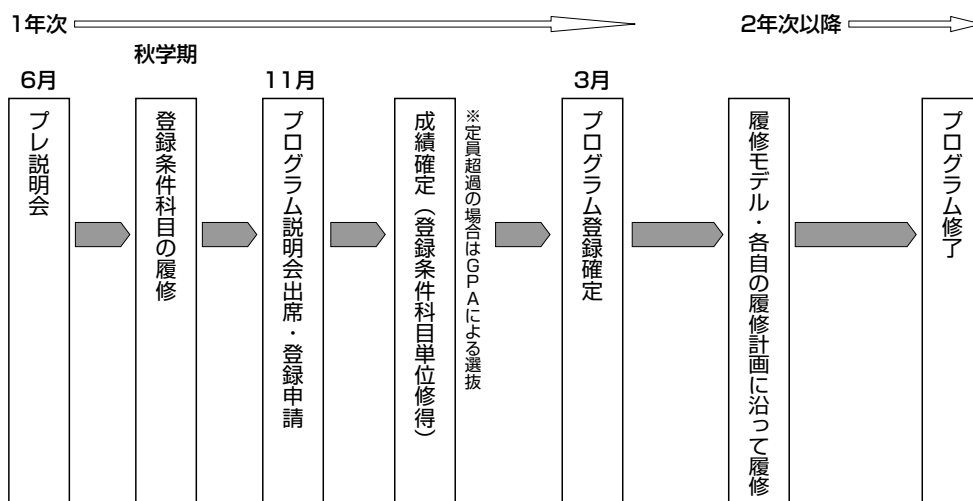 1年次
2年次以降
秋学期
6月
11月
3月
プレ説明会
登録条件科目の履修
プログラム説明会出席・登録申請
成績確定（登録条件科目単位修得）
※定員超過の場合はGPAによる選抜
プログラム登録確定
履修モデル・各自の履修計画に沿って履修
プログラム修了